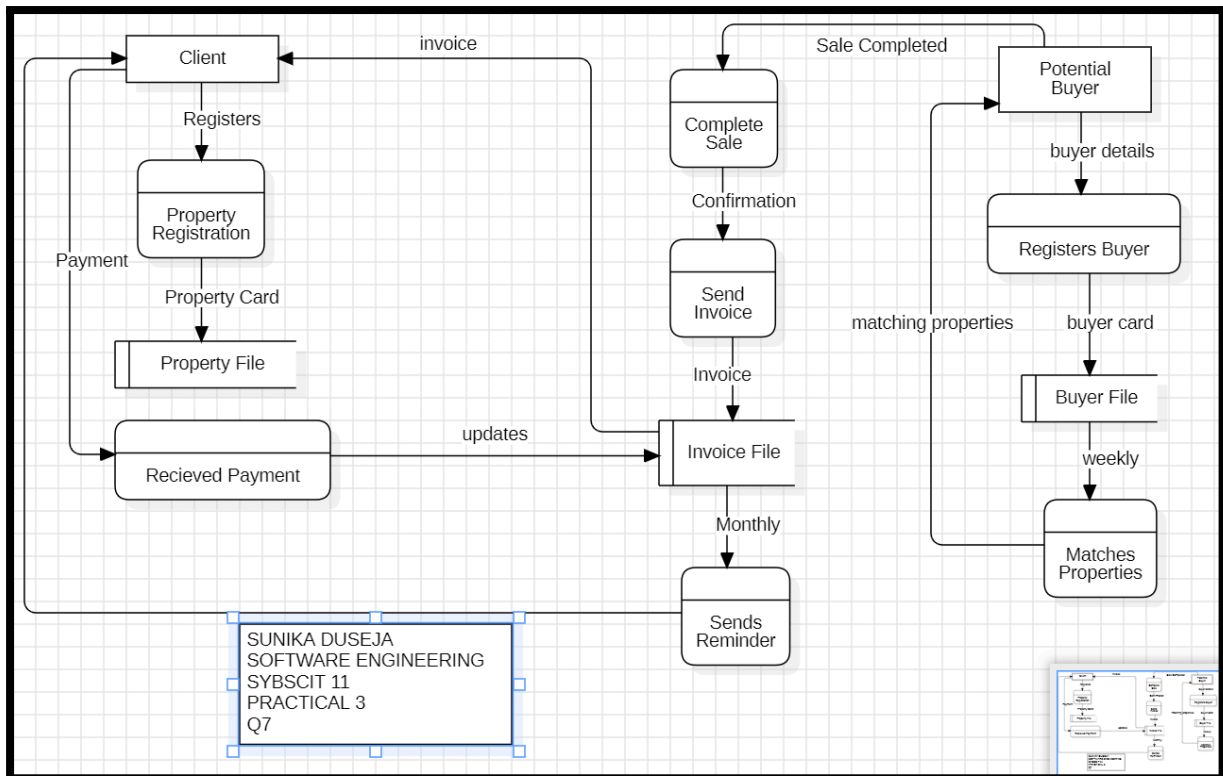 invoice
Sale Completed
Client
Potential
Buyer
Registers
Complete
Sale
buyer details
Confirmation
Property
Registration
Registers Buyer
Payment
Property Card
Send
Invoice
matching properties
buyer card
Property File
Invoice
Buyer File
updates
Invoice File
weekly
Recieved Payment
Monthly
Matches
Properties
Sends
Reminder
SUNIKA DUSEJA
SOFTWARE ENGINEERING
SYBSCIT 11
PRACTICAL 3
Q7